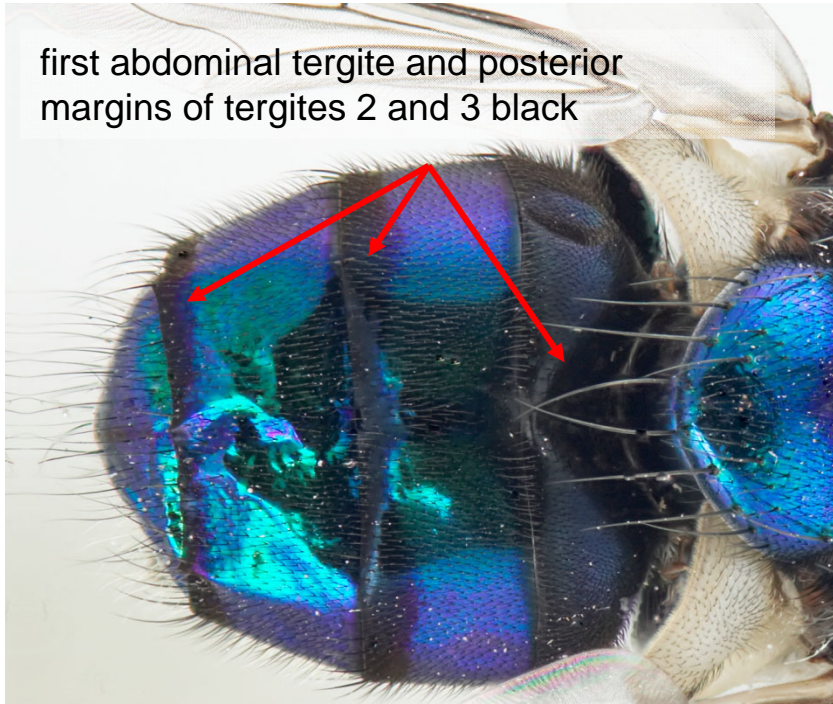 first abdominal tergite and posterior
margins of tergites 2 and 3 black